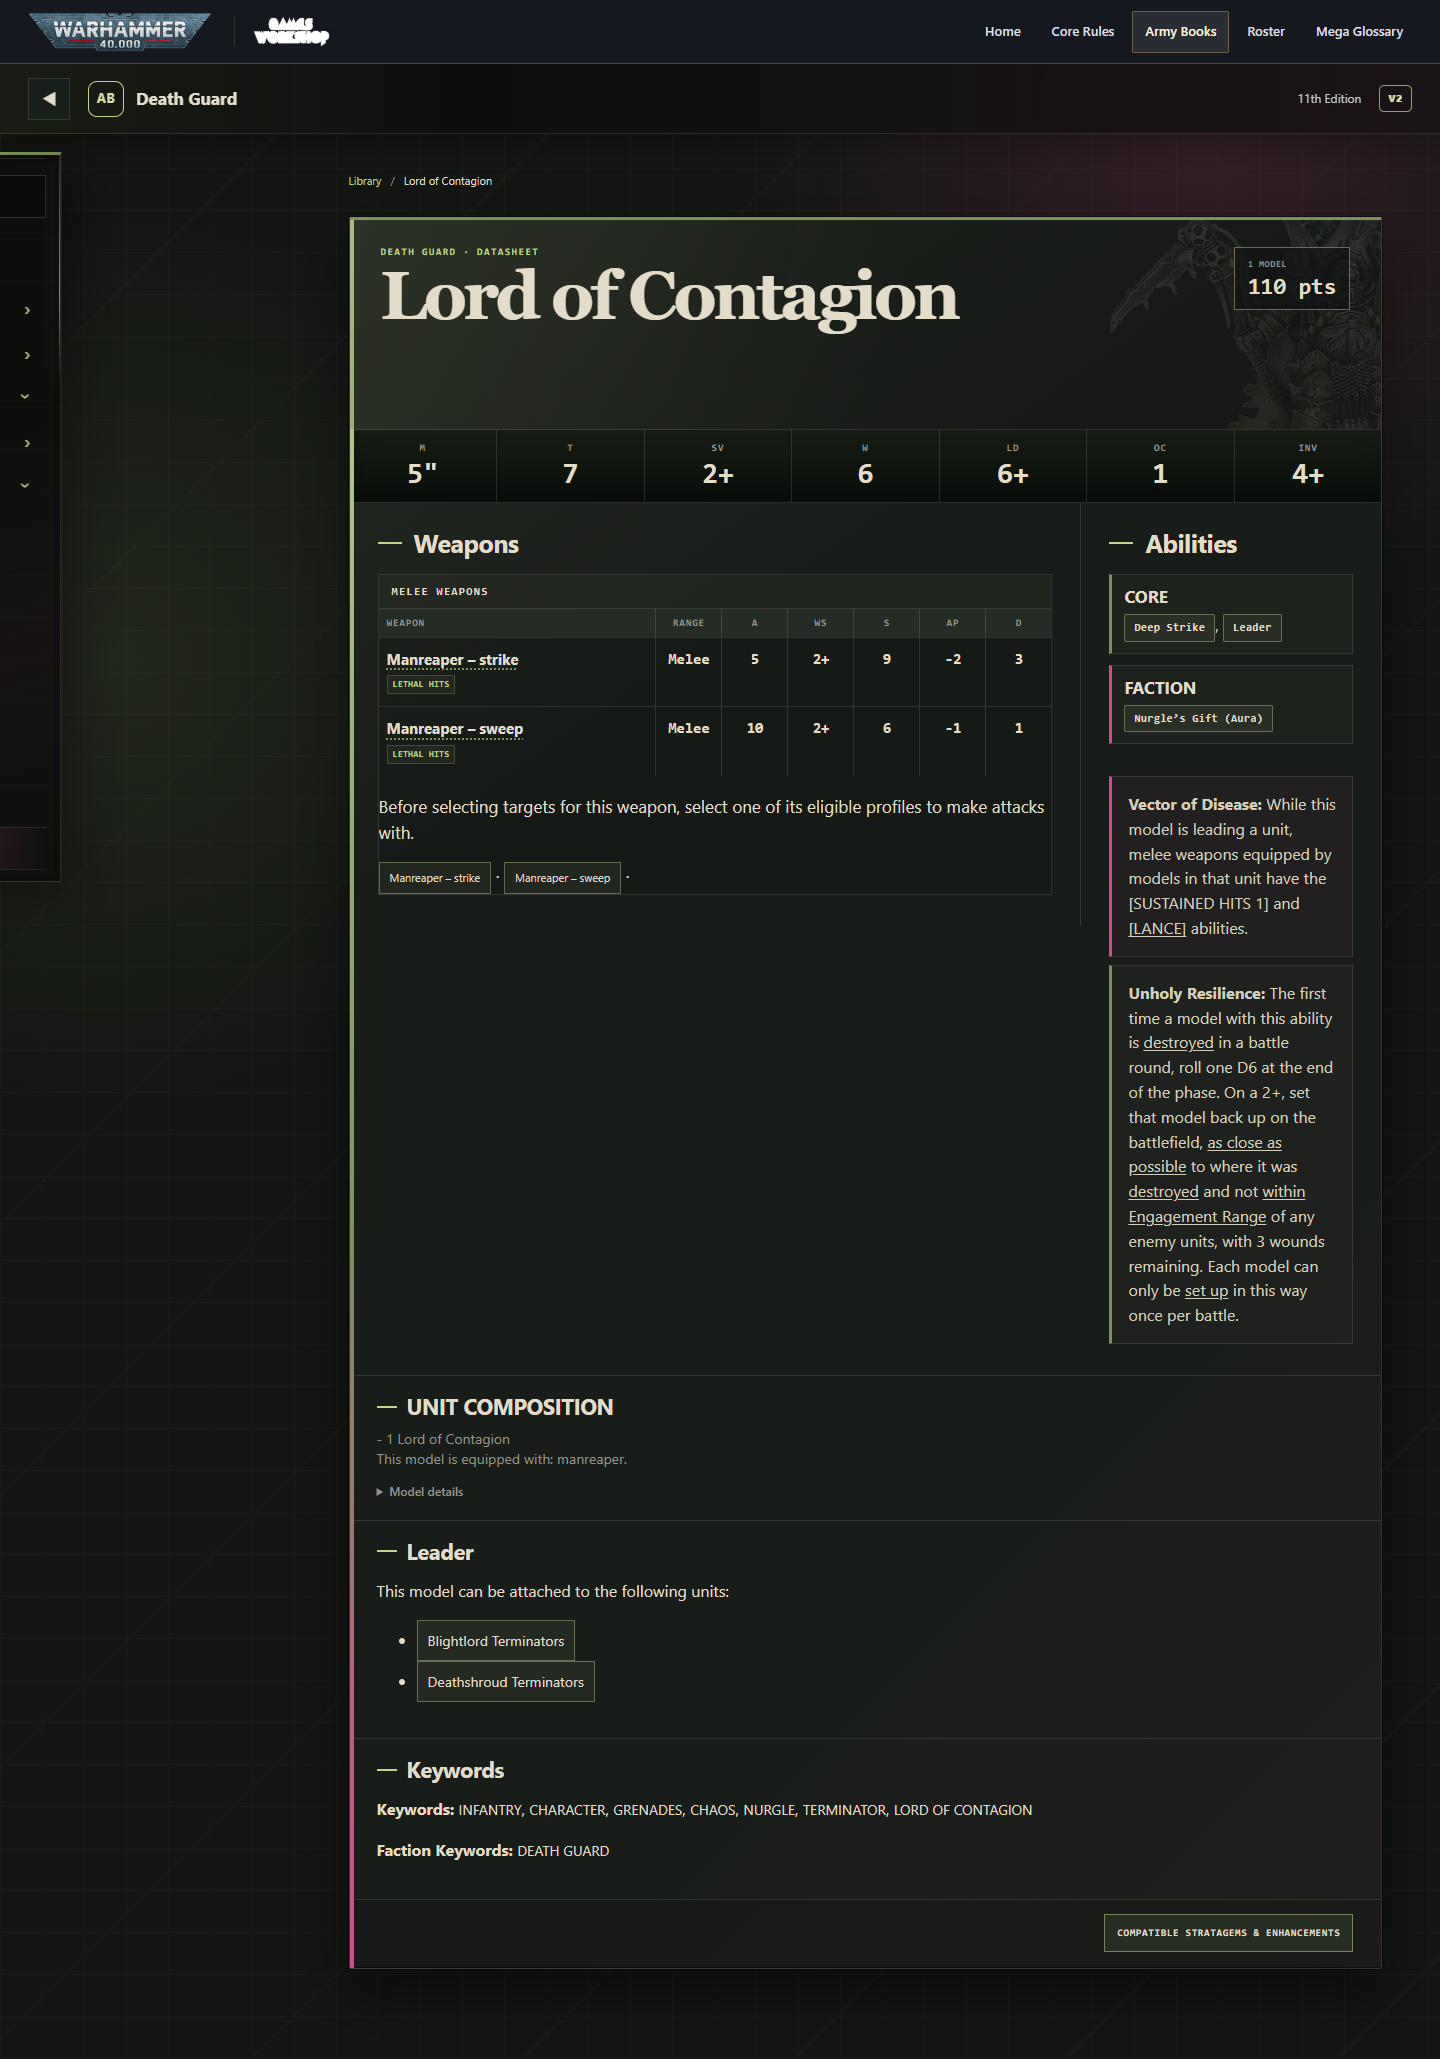 WARHAMMER
40,000
GAMES
WORKSHOP
Home
Core Rules
Army Books
Roster
Mega Glossary
AB
Death Guard
11th Edition
V2
Library / Lord of Contagion
DEATH GUARD · DATASHEET
Lord of Contagion
1 MODEL
110 pts
M
5"
T
7
SV
2+
W
6
LD
6+
OC
1
INV
4+
Weapons
MELEE WEAPONS
WEAPON RANGE A WS S AP D
Manreaper – strike Melee 5 2+ 9 -2 3
LETHAL HITS
Manreaper – sweep Melee 10 2+ 6 -1 1
LETHAL HITS
Before selecting targets for this weapon, select one of its eligible profiles to make attacks
with.
Manreaper – strike · Manreaper – sweep ·
Abilities
CORE
Deep Strike, Leader
FACTION
Nurgle’s Gift (Aura)
Vector of Disease: While this
model is leading a unit,
melee weapons equipped by
models in that unit have the
[SUSTAINED HITS 1] and
[LANCE] abilities.
Unholy Resilience: The first
time a model with this ability
is destroyed in a battle
round, roll one D6 at the end
of the phase. On a 2+, set
that model back up on the
battlefield, as close as
possible to where it was
destroyed and not within
Engagement Range of any
enemy units, with 3 wounds
remaining. Each model can
only be set up in this way
once per battle.
UNIT COMPOSITION
- 1 Lord of Contagion
This model is equipped with: manreaper.
Model details
Leader
This model can be attached to the following units:
Blightlord Terminators
Deathshroud Terminators
Keywords
Keywords: INFANTRY, CHARACTER, GRENADES, CHAOS, NURGLE, TERMINATOR, LORD OF CONTAGION
Faction Keywords: DEATH GUARD
COMPATIBLE STRATAGEMS & ENHANCEMENTS